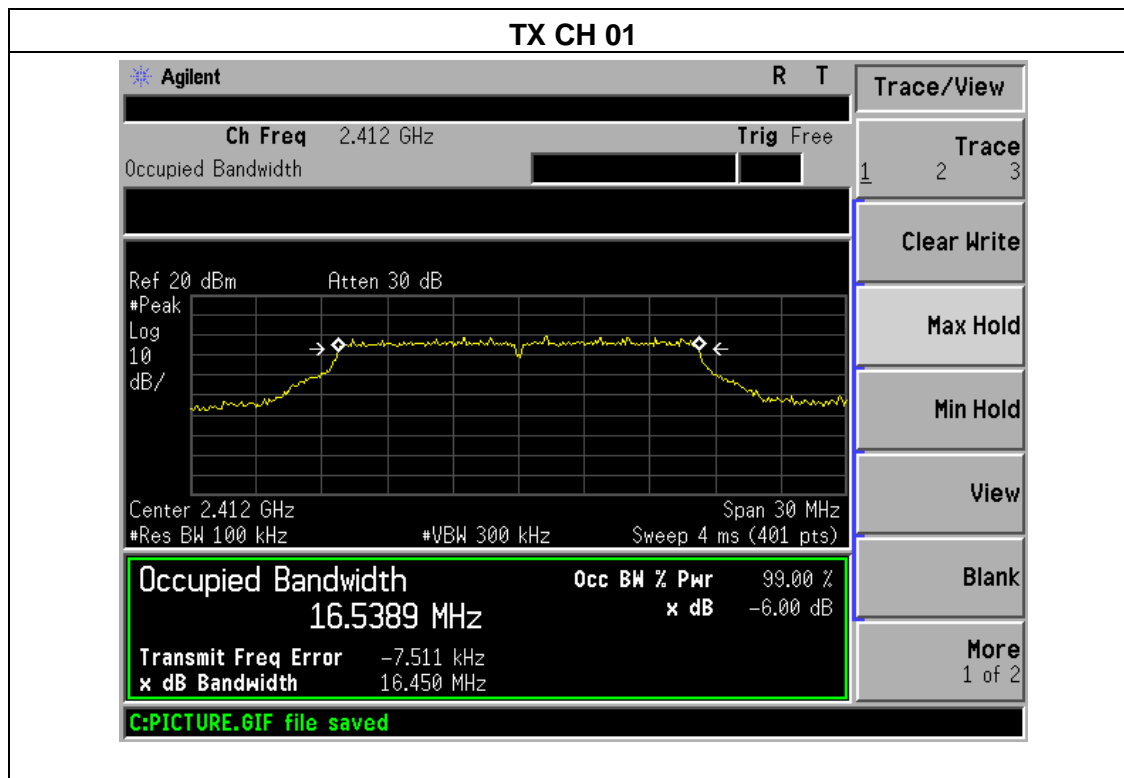 TX CH 01
Agilent R T
Trace/View
Ch Freq 2.412 GHz Trig Free
Occupied Bandwidth
Trace
1 2 3
Clear Write
Ref 20 dBm Atten 30 dB
#Peak
Log
10
dB/
Max Hold
Min Hold
Center 2.412 GHz Span 30 MHz
#Res BW 100 kHz #VBW 300 kHz Sweep 4 ms (401 pts)
View
Occupied Bandwidth Occ BW % Pwr 99.00 %
16.5389 MHz x dB -6.00 dB
Blank
Transmit Freq Error -7.511 kHz
x dB Bandwidth 16.450 MHz
More
1 of 2
C:PICTURE.GIF file saved